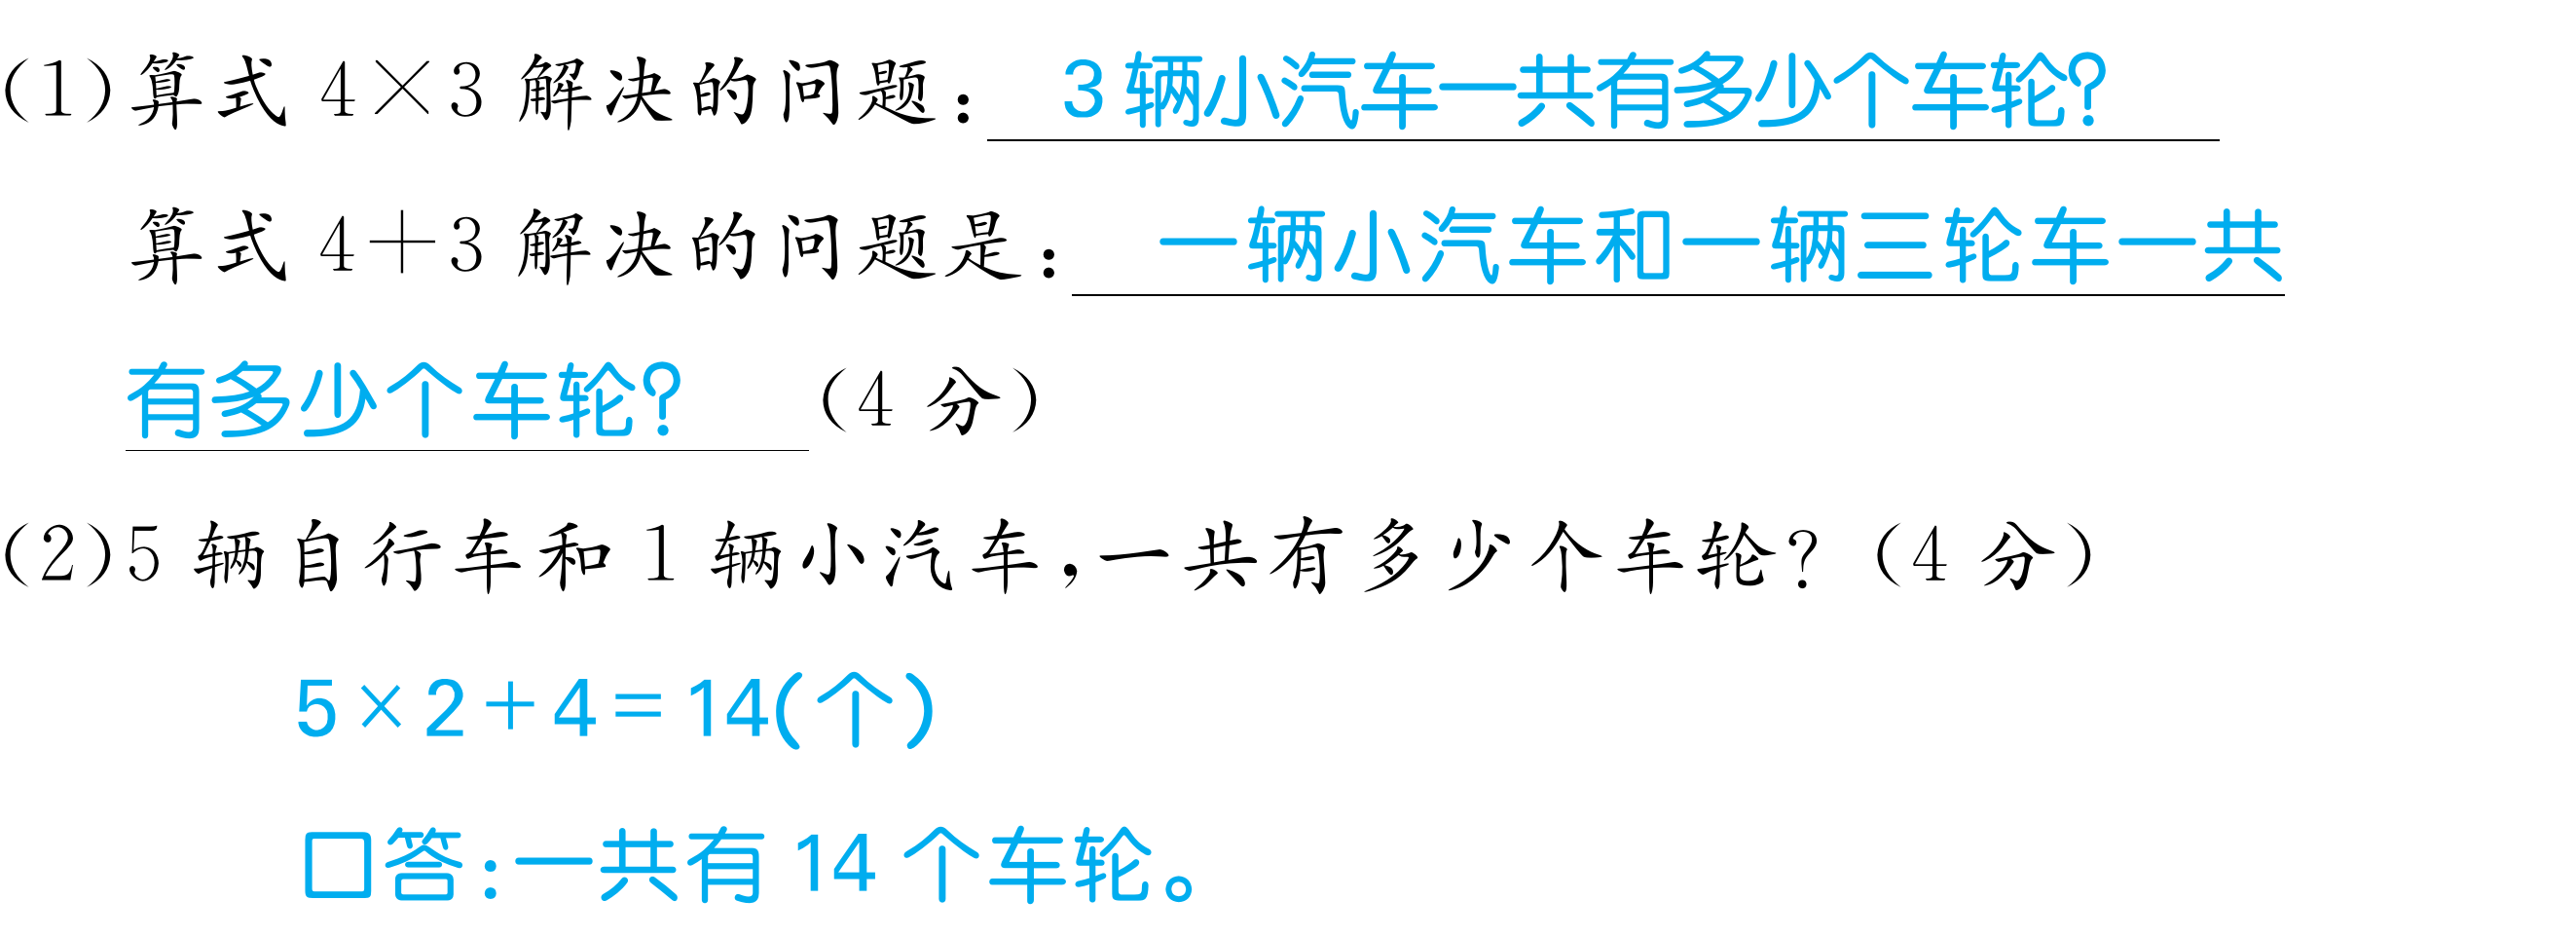 (1)算式 4×3 解决的问题：3 辆小汽车一共有多少个车轮?
算式 4+3 解决的问题是：一辆小汽车和一辆三轮车一共
有多少个车轮? (4 分)
(2)5 辆自行车和 1 辆小汽车,一共有多少个车轮? (4 分)
5×2+4=14(个)
口答:一共有 14 个车轮。